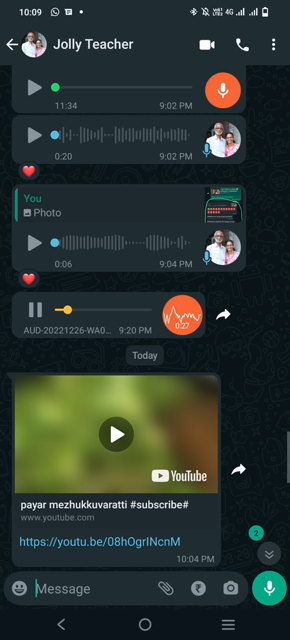 10:09
4G
Jolly Teacher
11:34 9:02 PM
0:20 9:02 PM
You
Photo
0:06 9:04 PM
0:27
AUD-20221226-WA0... 9:20 PM
Today
YouTube
payar mezhukkuvaratti #subscribe#
www.youtube.com
https://youtu.be/08hOgrINcnM
10:04 PM
2
Message